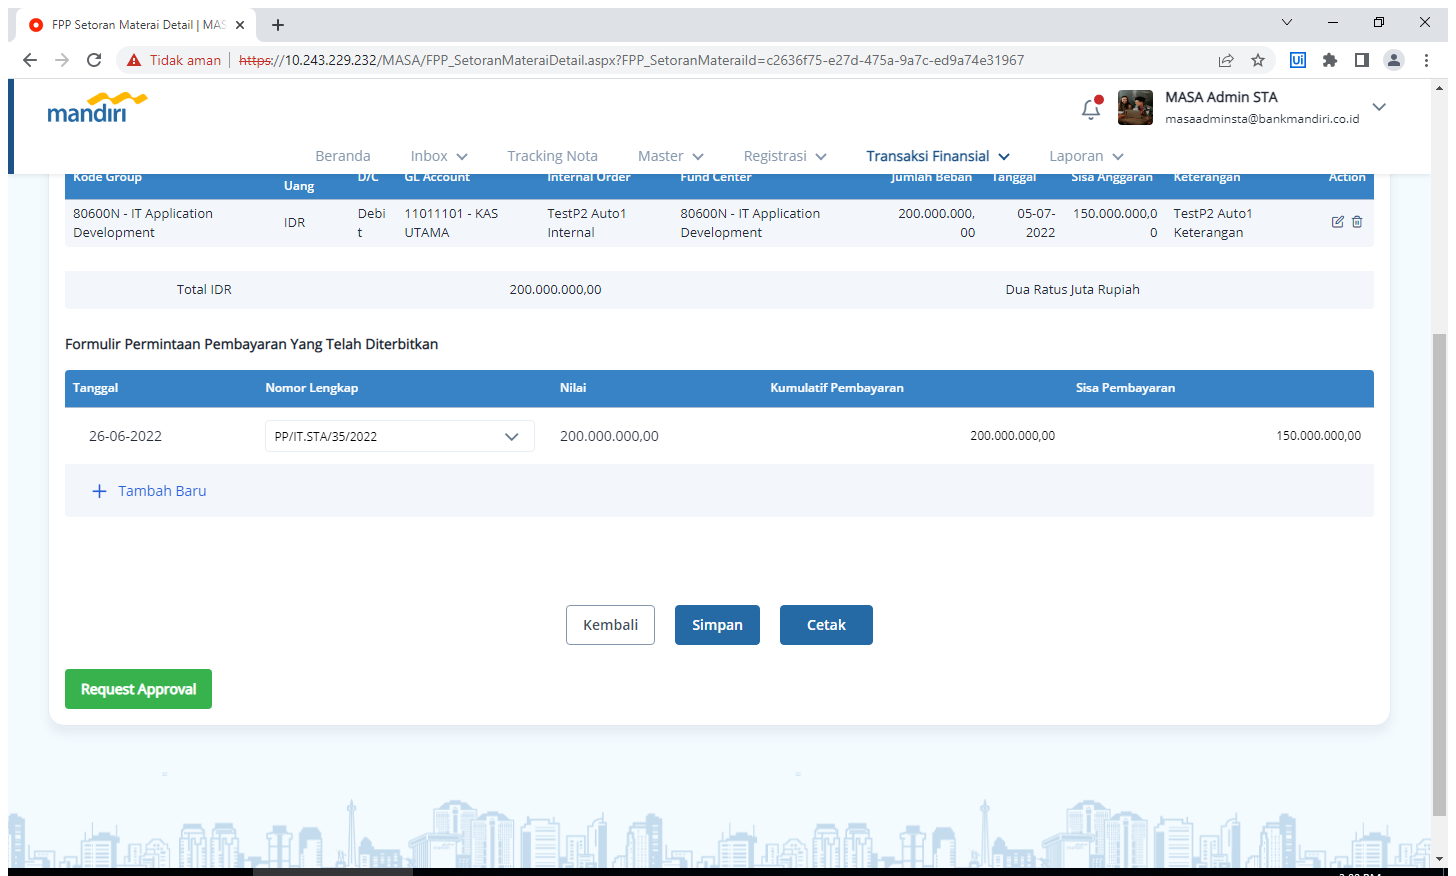 FPP Setoran Materai Detail | MAS
Tidak aman
https://10.243.229.232/MASA/FPP_SetoranMateraiDetail.aspx?FPP_SetoranMateraiId=c2636f75-e27d-475a-9a7c-ed9a74e31967
Ui
mandiri
MASA Admin STA
masaadminsta@bankmandiri.co.id
Beranda Inbox Tracking Nota Master Registrasi Transaksi Finansial Laporan
Kode Group Uang D/C GL Account Internal Order Fund Center Jumlah Beban Tanggal Sisa Anggaran Keterangan Action
80600N - IT Application Debi 11011101 - KAS TestP2 Auto1 80600N - IT Application 200.000.000, 05-07- 150.000.000,0 TestP2 Auto1
IDR
Development t UTAMA Internal Development 00 2022 0 Keterangan
Total IDR 200.000.000,00 Dua Ratus Juta Rupiah
Formulir Permintaan Pembayaran Yang Telah Diterbitkan
Tanggal Nomor Lengkap Nilai Kumulatif Pembayaran Sisa Pembayaran
26-06-2022 PP/IT.STA/35/2022 200.000.000,00 200.000.000,00 150.000.000,00
+ Tambah Baru
Kembali Simpan Cetak
Request Approval